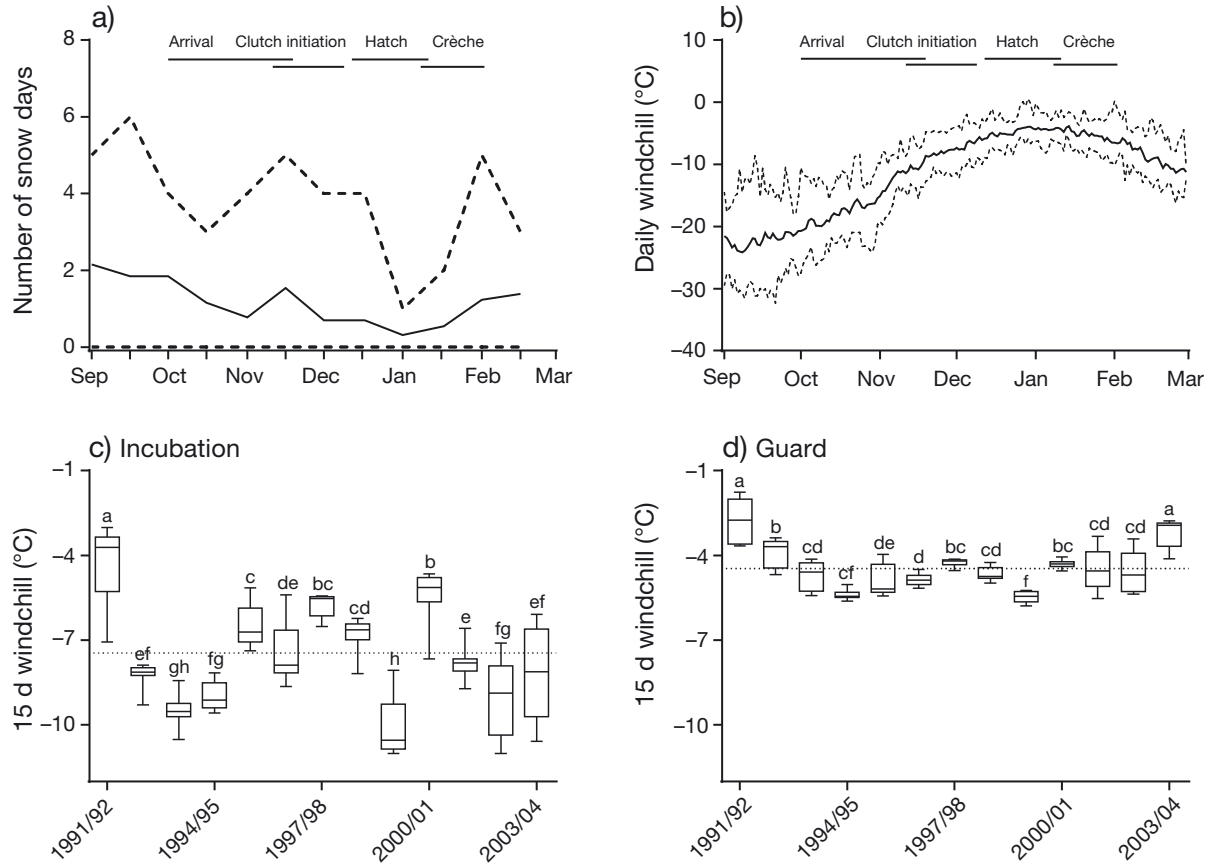 a)
Arrival Clutch initiation Hatch Crèche
Number of snow days
8
6
4
2
0
Sep Oct Nov Dec Jan Feb Mar
b)
Arrival Clutch initiation Hatch Crèche
Daily windchill (°C)
10
0
−10
−20
−30
−40
Sep Oct Nov Dec Jan Feb Mar
c) Incubation
15 d windchill (°C)
−1
−4
−7
−10
a ef gh fg c de bc cd h b e fg ef
1991/92 1994/95 1997/98 2000/01 2003/04
d) Guard
15 d windchill (°C)
−1
−4
−7
−10
a b cd cf de d bc cd f bc cd cd a
1991/92 1994/95 1997/98 2000/01 2003/04